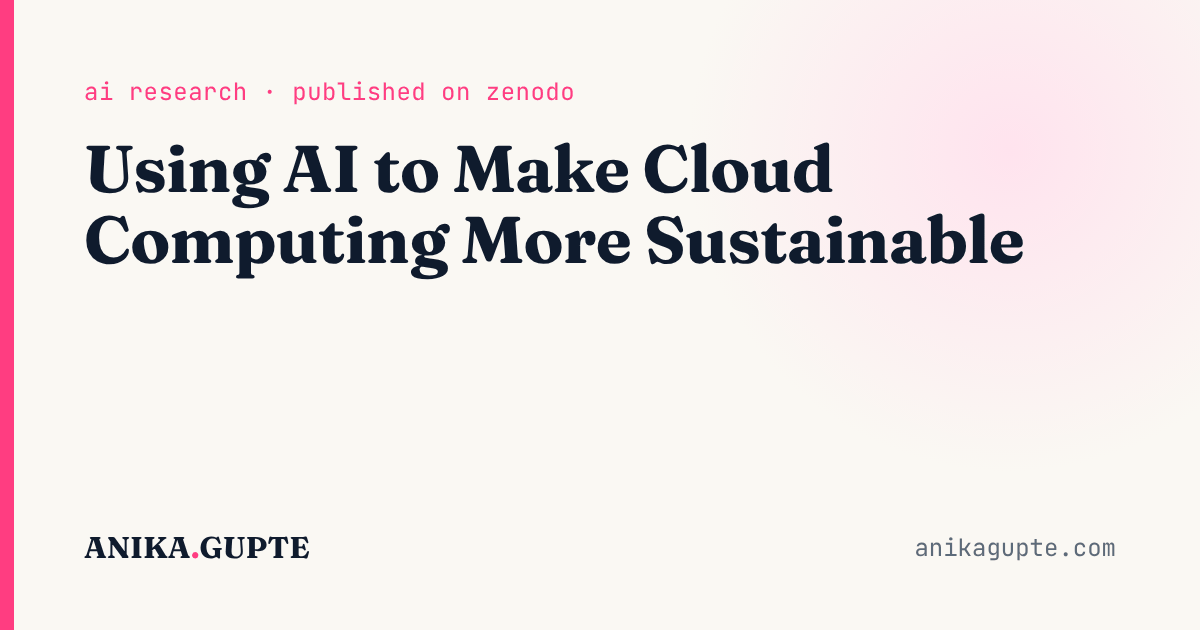 ai research · published on zenodo
Using AI to Make Cloud
Computing More Sustainable
ANIKA.GUPTE
anikagupte.com